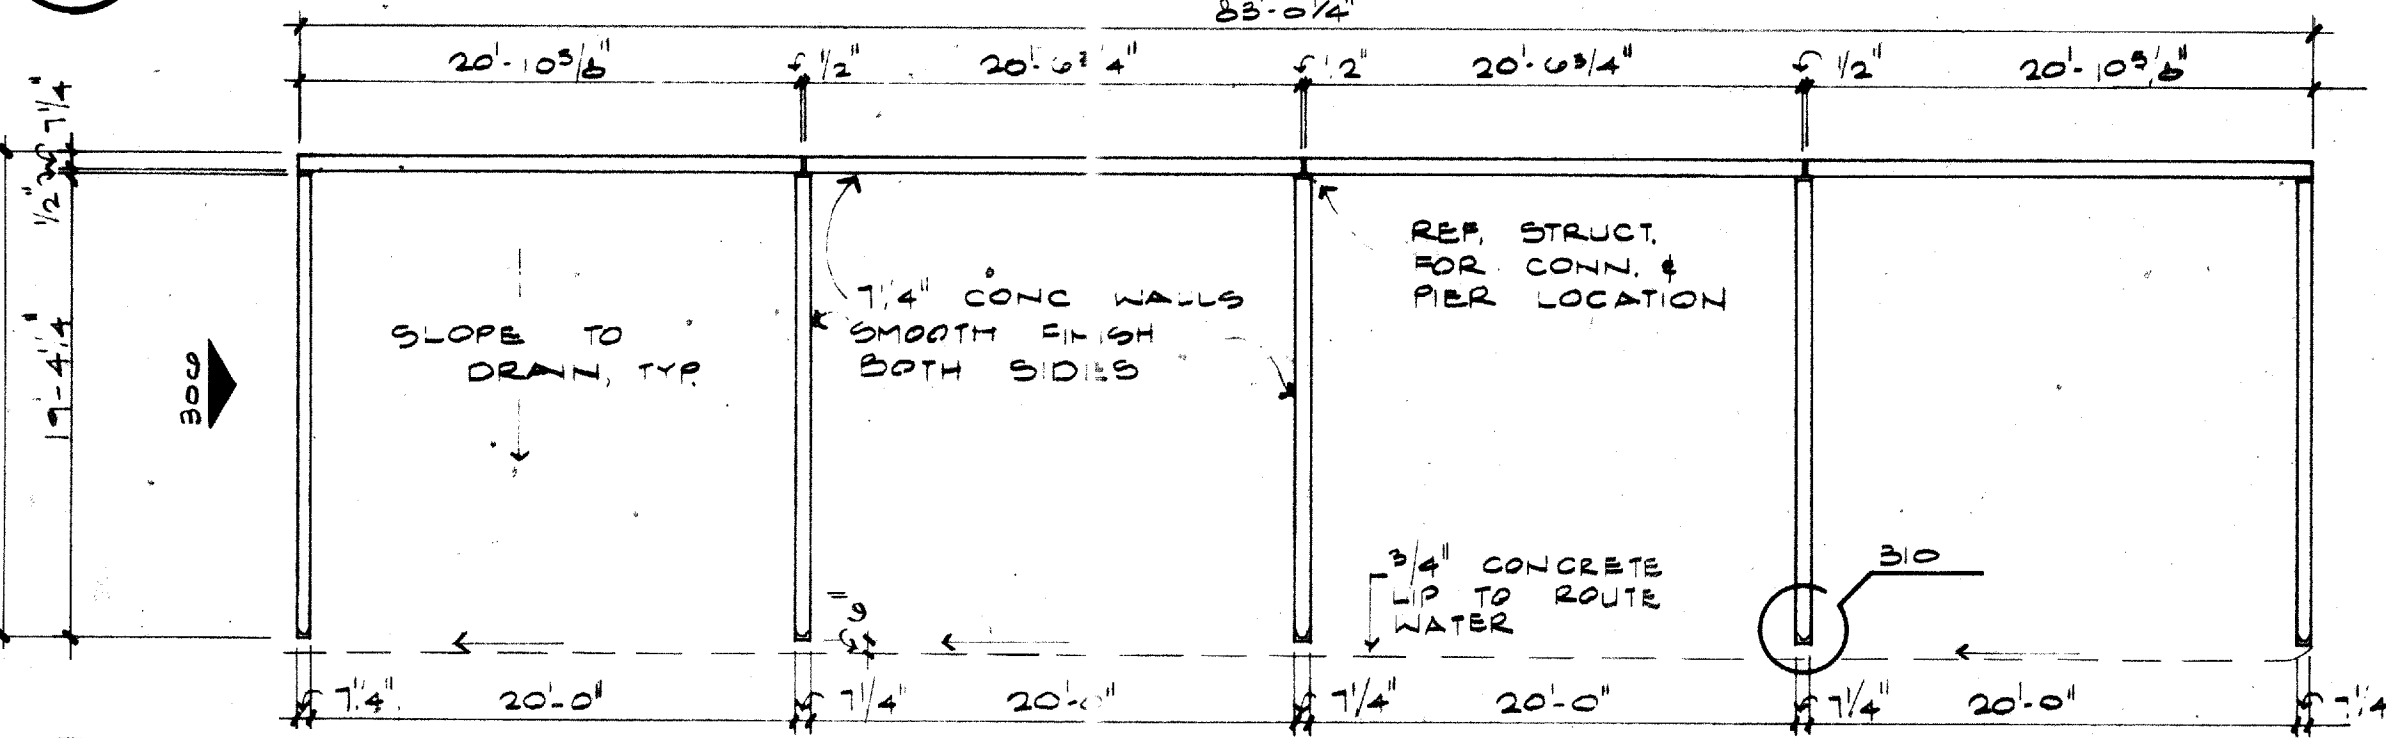 83'-0 1/4"
20'-10 5/8" 1/2" 20'-6 3/4" 1/2" 20'-6 3/4" 1/2" 20'-10 5/8"
7 1/4"
1/2"
19'-4 1/4"
300
SLOPE TO
DRAIN, TYP.
7 1/4" CONC WALLS
SMOOTH FINISH
BOTH SIDES
REF. STRUCT.
FOR CONN. &
PIER LOCATION
3/4" CONCRETE
LIP TO ROUTE
WATER
310
7 1/4" 20'-0" 7 1/4" 20'-0" 7 1/4" 20'-0" 7 1/4" 20'-0" 7 1/4